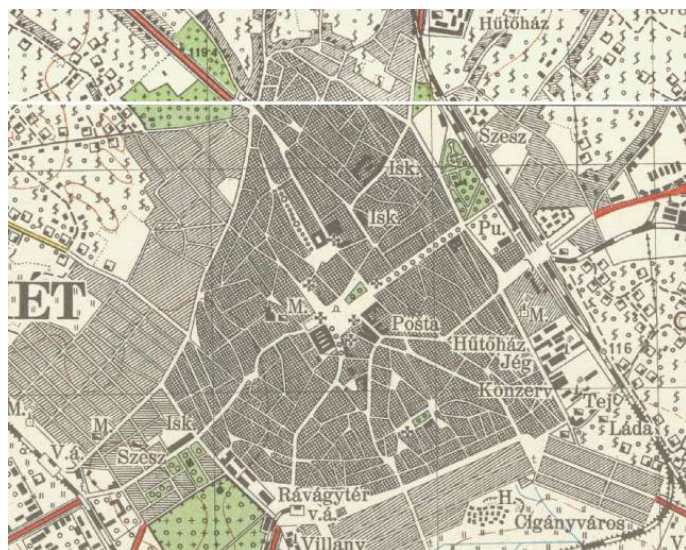 Hűtőház
119.4
Szesz
Isk.
Isk.
Pu.
ÉT
M.
Posta
M.
Hűtőház
Jég
116
Konzerv
Tej
Láda
M.
M.
Isk.
V.á.
Szesz
Rávágytér
v.á.
H.
Cigányváros
Villany
V.